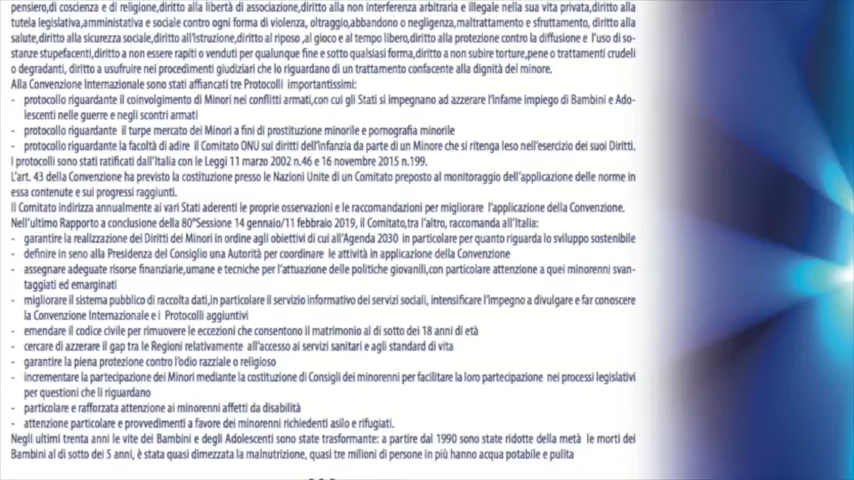 pensiero,di coscienza e di religione,diritto alla libertà di associazione,diritto alla non interferenza arbitraria e illegale nella sua vita privata,diritto alla
tutela legislativa,amministrativa e sociale contro ogni forma di violenza, oltraggio,abbandono o negligenza,maltrattamento e sfruttamento, diritto alla
salute,diritto alla sicurezza sociale,diritto all'istruzione,diritto al riposo ,al gioco e al tempo libero,diritto alla protezione contro la diffusione e l'uso di so-
stanze stupefacenti,diritto a non essere rapiti o venduti per qualunque fine e sotto qualsiasi forma,diritto a non subire torture,pene o trattamenti crudeli
o degradanti, diritto a usufruire nei procedimenti giudiziari che lo riguardano di un trattamento confacente alla dignità del minore.
Alla Convenzione Internazionale sono stati affiancati tre Protocolli importantissimi:
- protocollo riguardante il coinvolgimento di Minori nei conflitti armati,con cui gli Stati si impegnano ad azzerare l'infame impiego di Bambini e Ado-
lescenti nelle guerre e negli scontri armati
- protocollo riguardante il turpe mercato dei Minori a fini di prostituzione minorile e pornografia minorile
- protocollo riguardante la facoltà di adire il Comitato ONU sui diritti dell'infanzia da parte di un Minore che si ritenga leso nell'esercizio dei suoi Diritti.
I protocolli sono stati ratificati dall'Italia con le Leggi 11 marzo 2002 n.46 e 16 novembre 2015 n.199.
L'art. 43 della Convenzione ha previsto la costituzione presso le Nazioni Unite di un Comitato preposto al monitoraggio dell'applicazione delle norme in
essa contenute e sui progressi raggiunti.
Il Comitato indirizza annualmente ai vari Stati aderenti le proprie osservazioni e le raccomandazioni per migliorare l'applicazione della Convenzione.
Nell'ultimo Rapporto a conclusione della 80°Sessione 14 gennaio/11 febbraio 2019, il Comitato,tra l'altro, raccomanda all'Italia:
- garantire la realizzazione dei Diritti dei Minori in ordine agli obiettivi di cui all'Agenda 2030 in particolare per quanto riguarda lo sviluppo sostenibile
- definire in seno alla Presidenza del Consiglio una Autorità per coordinare le attività in applicazione della Convenzione
- assegnare adeguate risorse finanziarie,umane e tecniche per l'attuazione delle politiche giovanili,con particolare attenzione a quei minorenni svan-
taggiati ed emarginati
- migliorare il sistema pubblico di raccolta dati,in particolare il servizio informativo dei servizi sociali, intensificare l'impegno a divulgare e far conoscere
la Convenzione Internazionale e i Protocolli aggiuntivi
- emendare il codice civile per rimuovere le eccezioni che consentono il matrimonio al di sotto dei 18 anni di età
- cercare di azzerare il gap tra le Regioni relativamente all'accesso ai servizi sanitari e agli standard di vita
- garantire la piena protezione contro l'odio razziale o religioso
- incrementare la partecipazione dei Minori mediante la costituzione di Consigli dei minorenni per facilitare la loro partecipazione nei processi legislativi
per questioni che li riguardano
- particolare e rafforzata attenzione ai minorenni affetti da disabilità
- attenzione particolare e provvedimenti a favore dei minorenni richiedenti asilo e rifugiati.
Negli ultimi trenta anni le vite dei Bambini e degli Adolescenti sono state trasformante: a partire dal 1990 sono state ridotte della metà le morti dei
Bambini al di sotto dei 5 anni, è stata quasi dimezzata la malnutrizione, quasi tre milioni di persone in più hanno acqua potabile e pulita